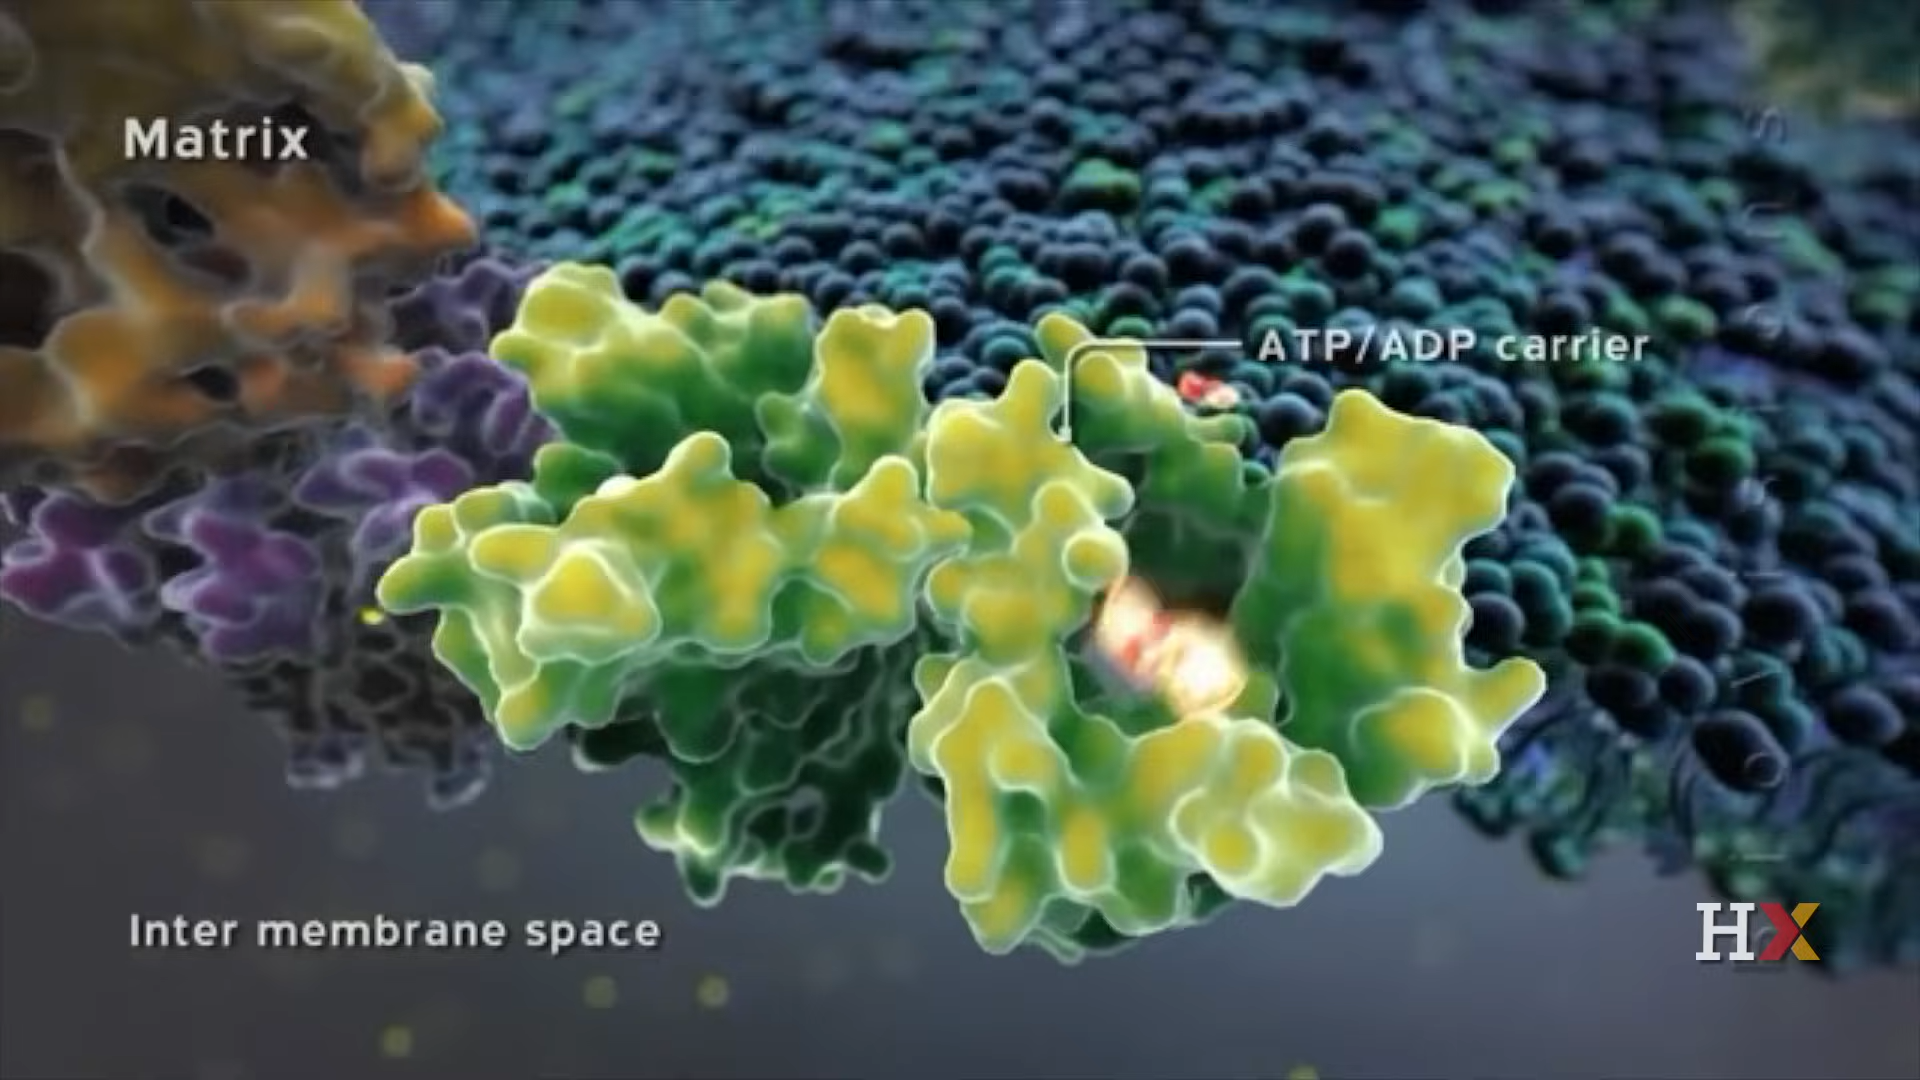 Matrix
ATP/ADP carrier
Inter membrane space
HX